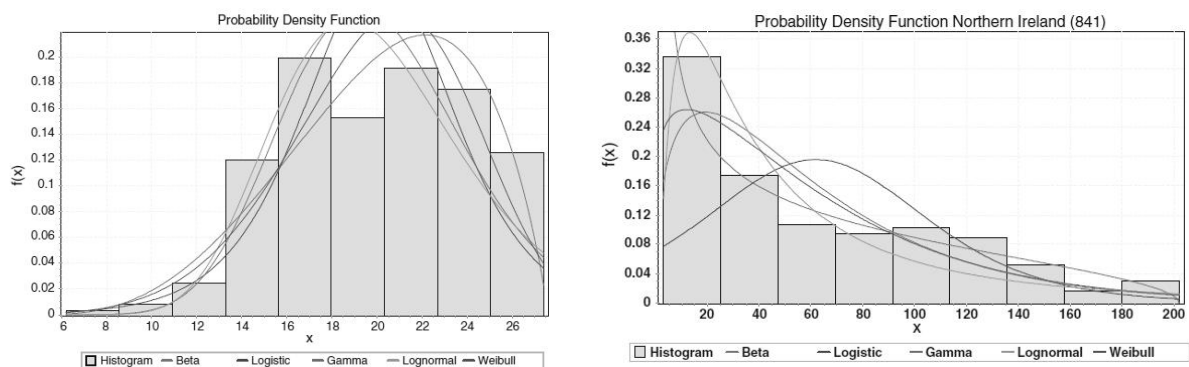 Probability Density Function
f(x)
0.2
0.18
0.16
0.14
0.12
0.1
0.08
0.06
0.04
0.02
0
6 8 10 12 14 16 18 20 22 24 26
x
Histogram Beta Logistic Gamma Lognormal Weibull
Probability Density Function Northern Ireland (841)
f(x)
0.36
0.32
0.28
0.24
0.2
0.16
0.12
0.08
0.04
0
20 40 60 80 100 120 140 160 180 200
X
Histogram Beta Logistic Gamma Lognormal Weibull